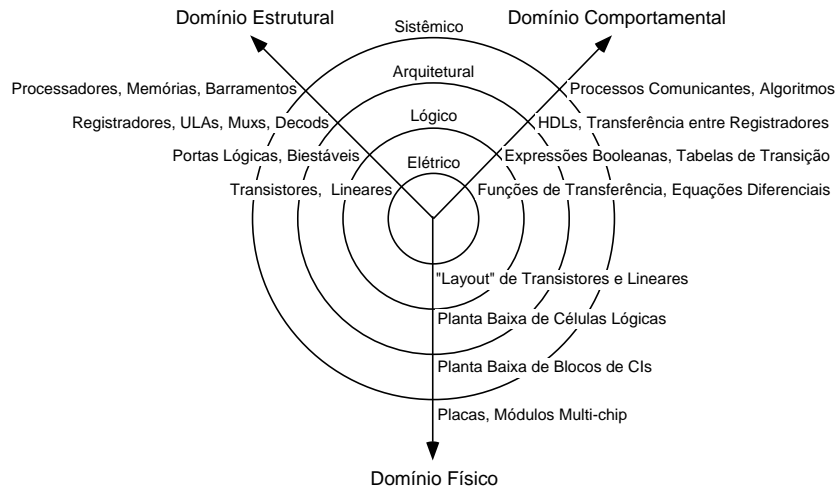 Domínio Estrutural
Domínio Comportamental
Sistêmico
Processadores, Memórias, Barramentos
Processos Comunicantes, Algoritmos
Arquitetural
Registradores, ULAs, Muxs, Decods
HDLs, Transferência entre Registradores
Lógico
Portas Lógicas, Biestáveis
Expressões Booleanas, Tabelas de Transição
Elétrico
Transistores, Lineares
Funções de Transferência, Equações Diferenciais
"Layout" de Transistores e Lineares
Planta Baixa de Células Lógicas
Planta Baixa de Blocos de CIs
Placas, Módulos Multi-chip
Domínio Físico